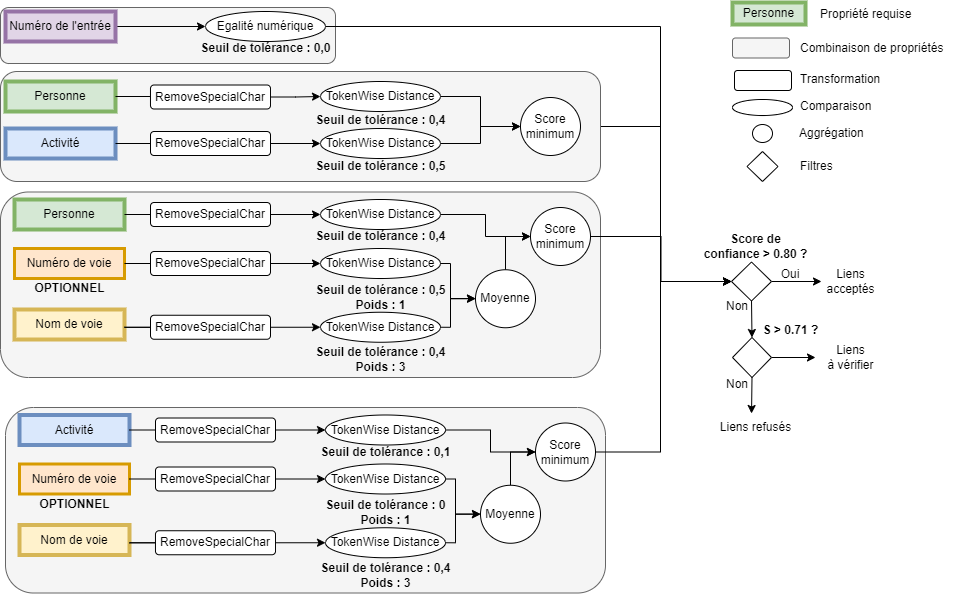 Numéro de l'entrée
Egalité numérique
Seuil de tolérance : 0,0
Personne
RemoveSpecialChar
TokenWise Distance
Seuil de tolérance : 0,4
Activité
RemoveSpecialChar
TokenWise Distance
Seuil de tolérance : 0,5
Score
minimum
Personne
RemoveSpecialChar
TokenWise Distance
Seuil de tolérance : 0,4
Numéro de voie
OPTIONNEL
RemoveSpecialChar
TokenWise Distance
Seuil de tolérance : 0,5
Poids : 1
Nom de voie
RemoveSpecialChar
TokenWise Distance
Seuil de tolérance : 0,4
Poids : 3
Moyenne
Score
minimum
Activité
RemoveSpecialChar
TokenWise Distance
Seuil de tolérance : 0,1
Numéro de voie
OPTIONNEL
RemoveSpecialChar
TokenWise Distance
Seuil de tolérance : 0
Poids : 1
Nom de voie
RemoveSpecialChar
TokenWise Distance
Seuil de tolérance : 0,4
Poids : 3
Moyenne
Score
minimum
Personne
Propriété requise
Combinaison de propriétés
Transformation
Comparaison
Aggrégation
Filtres
Score de
confiance > 0.80 ?
Oui
Liens
acceptés
Non
S > 0.71 ?
Liens
à vérifier
Non
Liens refusés